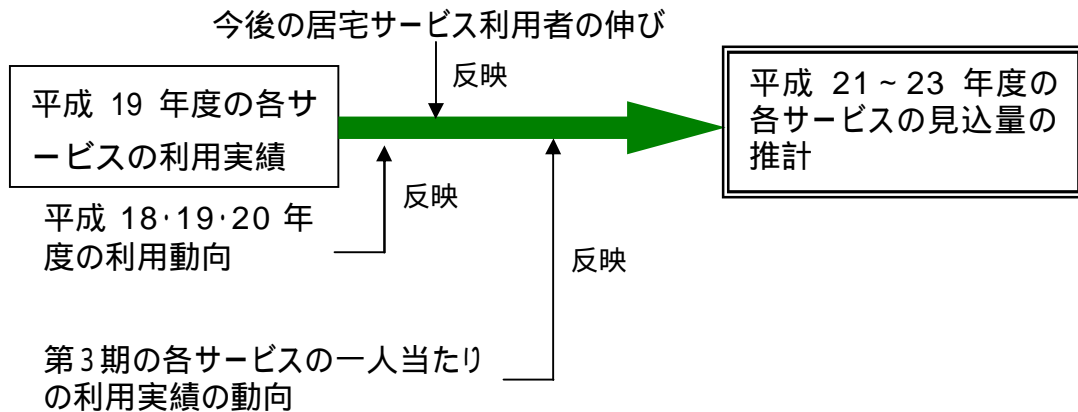 今後の居宅サービス利用者の伸び
反映
平成 19 年度の各サ
ービスの利用実績
平成 21～23 年度の
各サービスの見込量の
推計
反映
平成 18･19･20 年
度の利用動向
反映
第3期の各サービスの一人当たり
の利用実績の動向